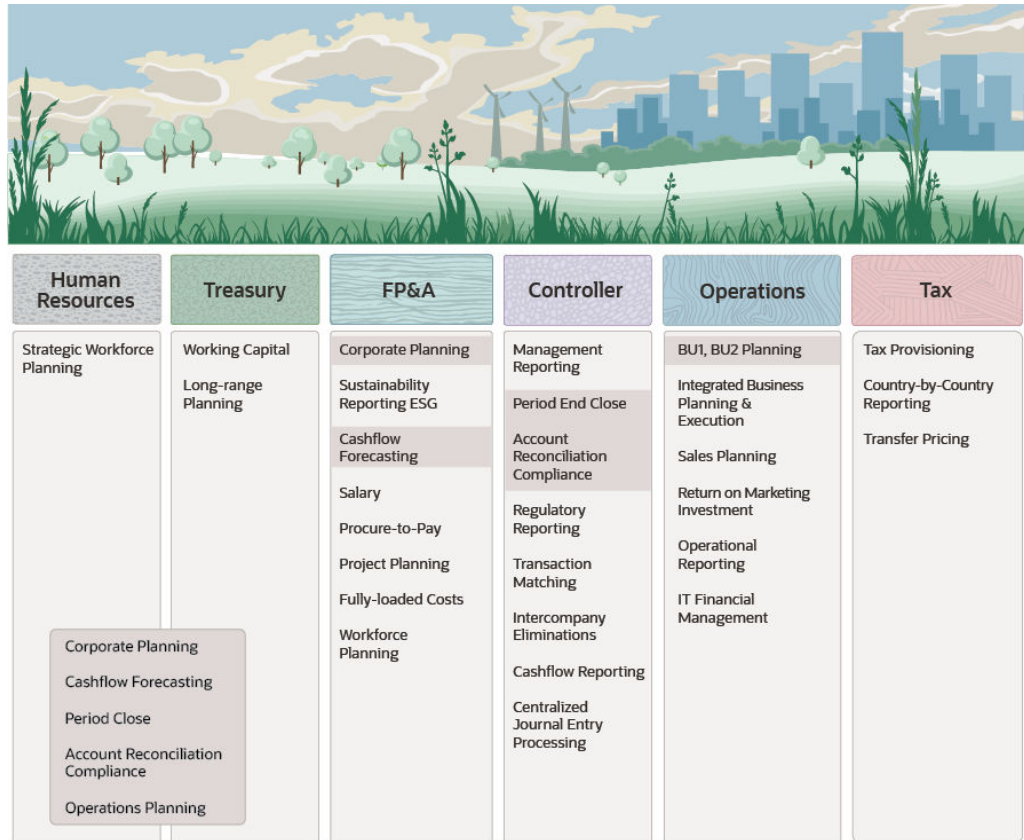 Human
Resources
Treasury
FP&A
Controller
Operations
Tax
Strategic Workforce
Planning
Working Capital
Long-range
Planning
Corporate Planning
Sustainability
Reporting ESG
Cashflow
Forecasting
Salary
Procure-to-Pay
Project Planning
Fully-loaded Costs
Workforce
Planning
Management
Reporting
Period End Close
Account
Reconciliation
Compliance
Regulatory
Reporting
Transaction
Matching
Intercompany
Eliminations
Cashflow Reporting
Centralized
Journal Entry
Processing
BU1, BU2 Planning
Integrated Business
Planning &
Execution
Sales Planning
Return on Marketing
Investment
Operational
Reporting
IT Financial
Management
Tax Provisioning
Country-by-Country
Reporting
Transfer Pricing
Corporate Planning
Cashflow Forecasting
Period Close
Account Reconciliation
Compliance
Operations Planning